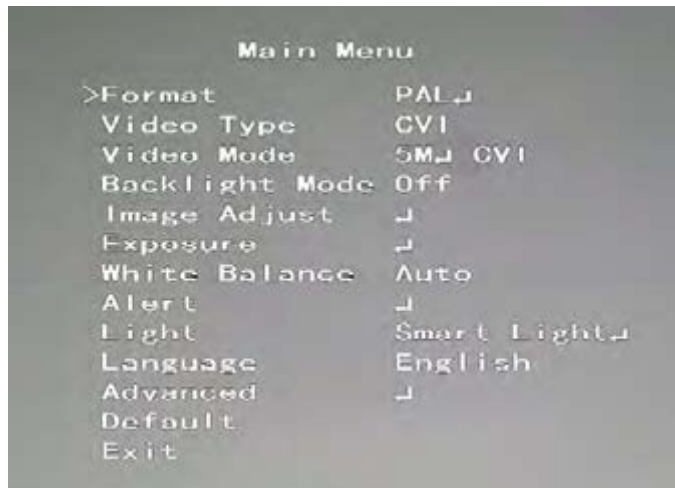 Main Menu
>Format PAL↵
Video Type CVI
Video Mode 5M↵ CVI
Backlight Mode Off
Image Adjust ↵
Exposure ↵
White Balance Auto
Alert ↵
Light Smart Light↵
Language English
Advanced ↵
Default
Exit